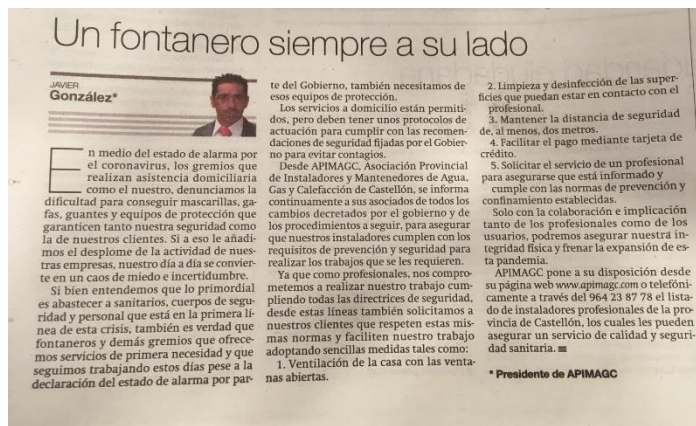 Un fontanero siempre a su lado
JAVIER
González*
En medio del estado de alarma por
el coronavirus, los gremios que
realizan asistencia domiciliaria
como el nuestro, denunciamos la
dificultad para conseguir mascarillas, ga-
fas, guantes y equipos de protección que
garanticen tanto nuestra seguridad como
la de nuestros clientes. Si a eso le añadi-
mos el desplome de la actividad de nues-
tras empresas, nuestro día a día se convier-
te en un caos de miedo e incertidumbre.
Si bien entendemos que lo primordial
es abastecer a sanitarios, cuerpos de segu-
ridad y personal que está en la primera lí-
nea de esta crisis, también es verdad que
fontaneros y demás gremios que ofrece-
mos servicios de primera necesidad y que
seguimos trabajando estos días pese a la
declaración del estado de alarma por par-
te del Gobierno, también necesitamos de
esos equipos de protección.
Los servicios a domicilio están permiti-
dos, pero deben tener unos protocolos de
actuación para cumplir con las recomen-
daciones de seguridad fijadas por el Gobier-
no para evitar contagios.
Desde APIMAGC, Asociación Provincial
de Instaladores y Mantenedores de Agua,
Gas y Calefacción de Castellón, se informa
continuamente a sus asociados de todos los
cambios decretados por el gobierno y de
los procedimientos a seguir, para asegurar
que nuestros instaladores cumplen con los
requisitos de prevención y seguridad para
realizar los trabajos que se les requieren.
Ya que como profesionales, nos compro-
metemos a realizar nuestro trabajo cum-
pliendo todas las directrices de seguridad,
desde estas líneas también solicitamos a
nuestros clientes que respeten estas mis-
mas normas y faciliten nuestro trabajo
adoptando sencillas medidas tales como:
1. Ventilación de la casa con las venta-
nas abiertas.
2. Limpieza y desinfección de las super-
ficies que puedan estar en contacto con el
profesional.
3. Mantener la distancia de seguridad
de, al menos, dos metros.
4. Facilitar el pago mediante tarjeta de
crédito.
5. Solicitar el servicio de un profesional
para asegurarse que está informado y
cumple con las normas de prevención y
confinamiento establecidas.
Solo con la colaboración e implicación
tanto de los profesionales como de los
usuarios, podremos asegurar nuestra in-
tegridad física y frenar la expansión de es-
ta pandemia.
APIMAGC pone a su disposición desde
su página web www.apimagc.com o telefóni-
camente a través del 964 23 87 78 el lista-
do de instaladores profesionales de la pro-
vincia de Castellón, los cuales les pueden
asegurar un servicio de calidad y seguri-
dad sanitaria.
* Presidente de APIMAGC